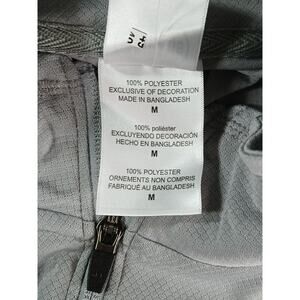 100% POLYESTER
EXCLUSIVE OF DECORATION
MADE IN BANGLADESH
M
100% poliéster
EXCLUYENDO DECORACIÓN
HECHO EN BANGLADESH
M
100% POLYESTER
ORNEMENTS NON COMPRIS
FABRIQUÉ AU BANGLADESH
M